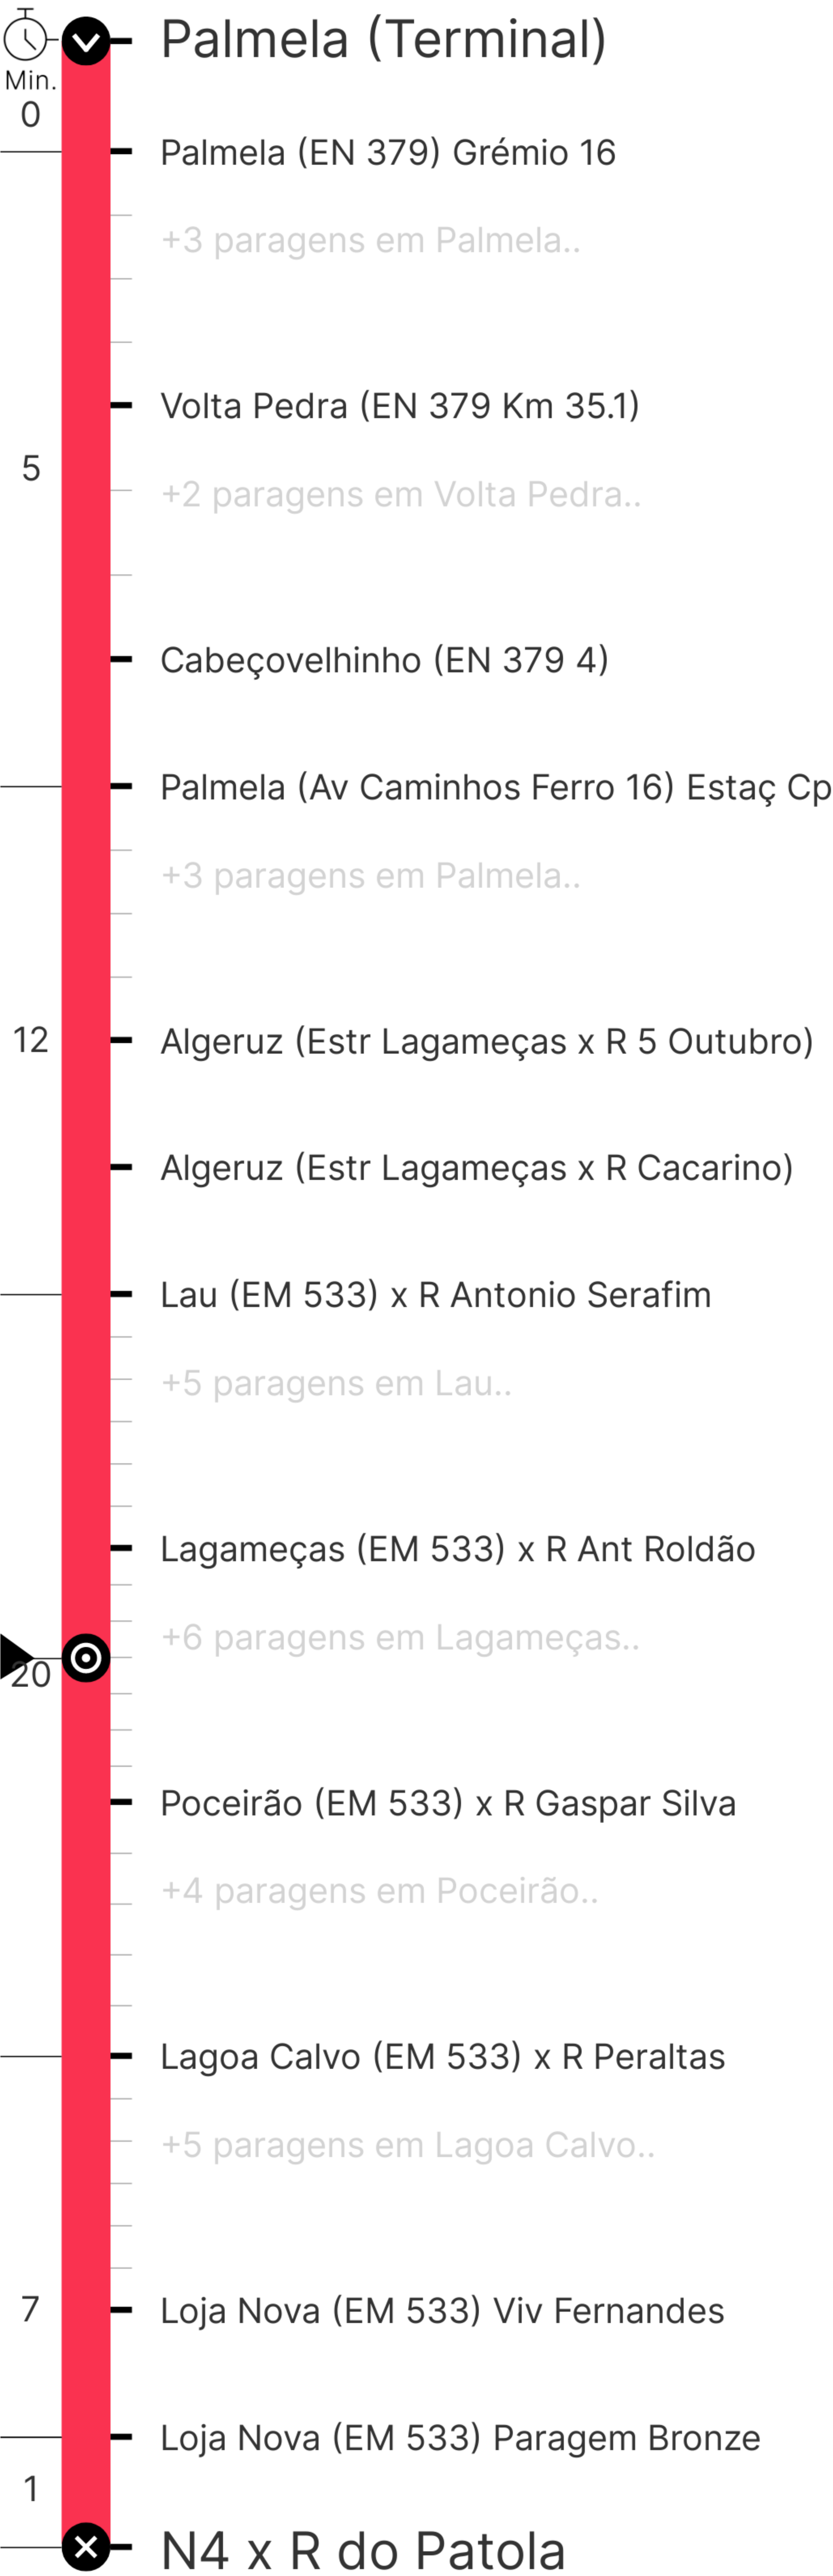 Palmela (Terminal)
Min.
0
Palmela (EN 379) Grémio 16
+3 paragens em Palmela..
Volta Pedra (EN 379 Km 35.1)
5
+2 paragens em Volta Pedra..
Cabeçovelhinho (EN 379 4)
Palmela (Av Caminhos Ferro 16) Estaç Cp
+3 paragens em Palmela..
12
Algeruz (Estr Lagameças x R 5 Outubro)
Algeruz (Estr Lagameças x R Cacarino)
Lau (EM 533) x R Antonio Serafim
+5 paragens em Lau..
Lagameças (EM 533) x R Ant Roldão
+6 paragens em Lagameças..
20
Poceirão (EM 533) x R Gaspar Silva
+4 paragens em Poceirão..
Lagoa Calvo (EM 533) x R Peraltas
+5 paragens em Lagoa Calvo..
7
Loja Nova (EM 533) Viv Fernandes
Loja Nova (EM 533) Paragem Bronze
1
N4 x R do Patola